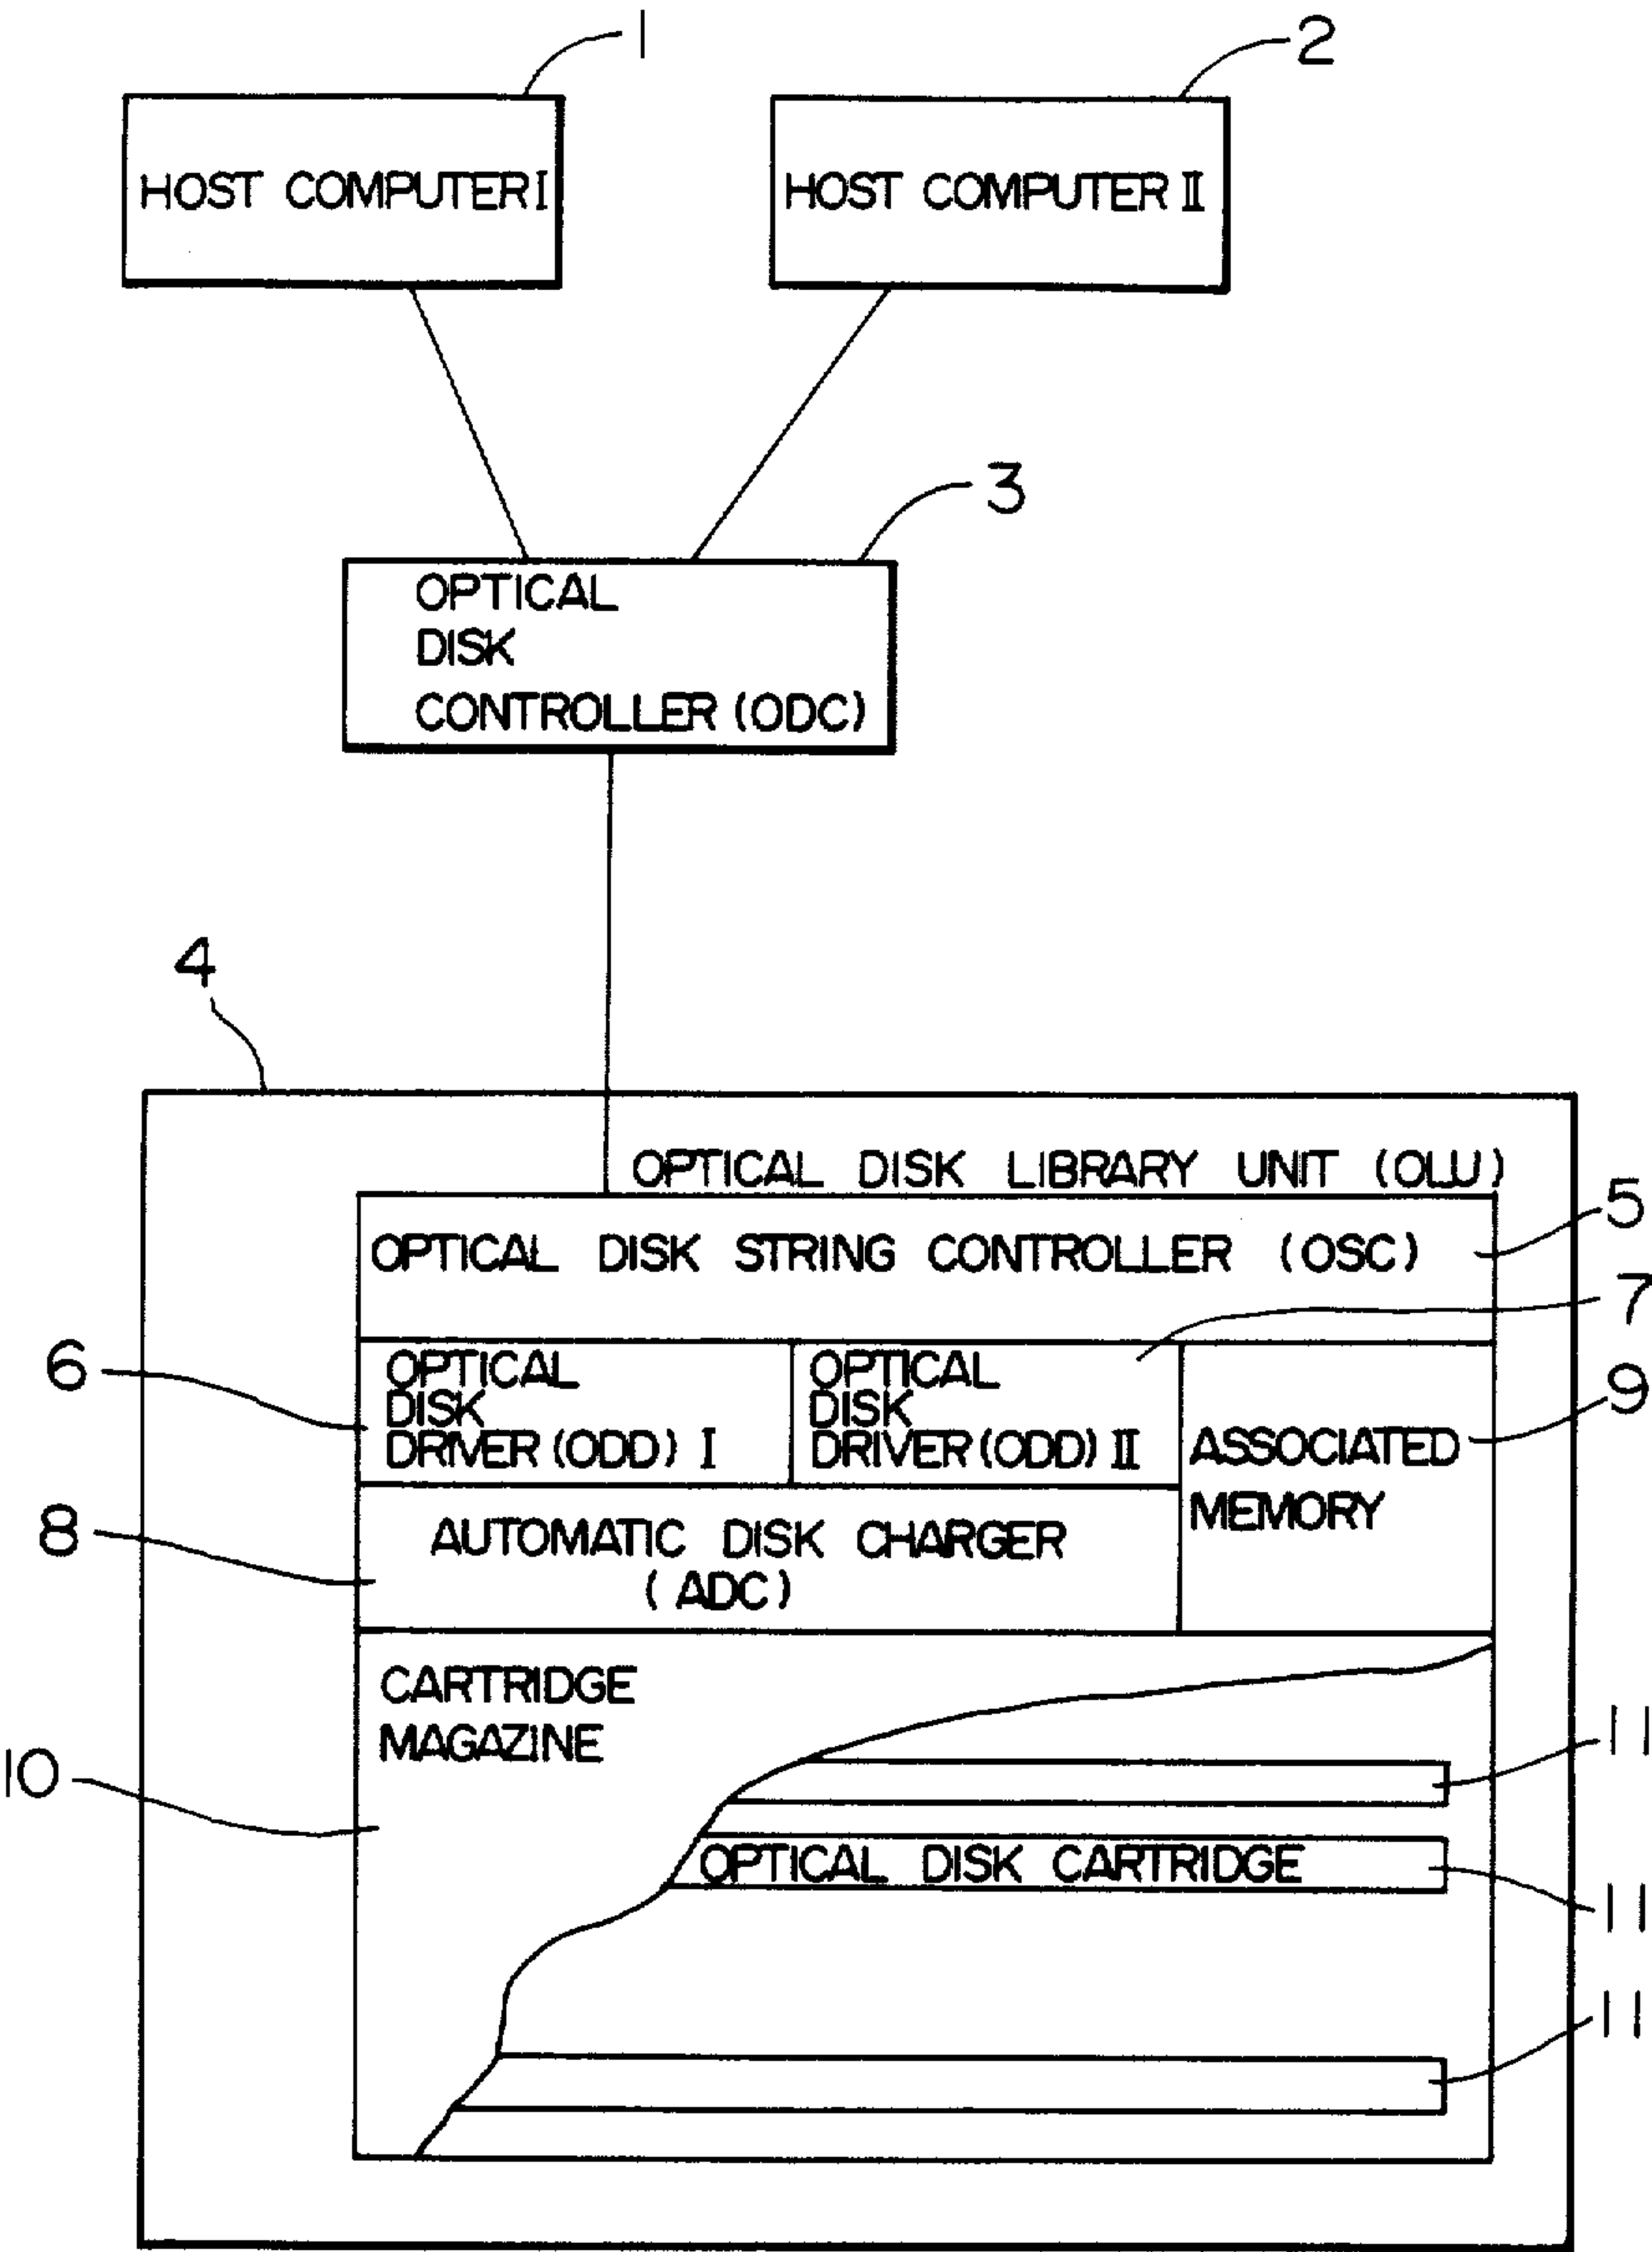 1
2
HOST COMPUTER I
HOST COMPUTER II
3
OPTICAL
DISK
CONTROLLER (ODC)
4
OPTICAL DISK LIBRARY UNIT (OLU)
5
OPTICAL DISK STRING CONTROLLER (OSC)
7
6
OPTICAL
DISK
DRIVER (ODD) I
OPTICAL
DISK
DRIVER (ODD) II
9
ASSOCIATED
MEMORY
8
AUTOMATIC DISK CHARGER
(ADC)
CARTRIDGE
MAGAZINE
10
11
OPTICAL DISK CARTRIDGE
11
11